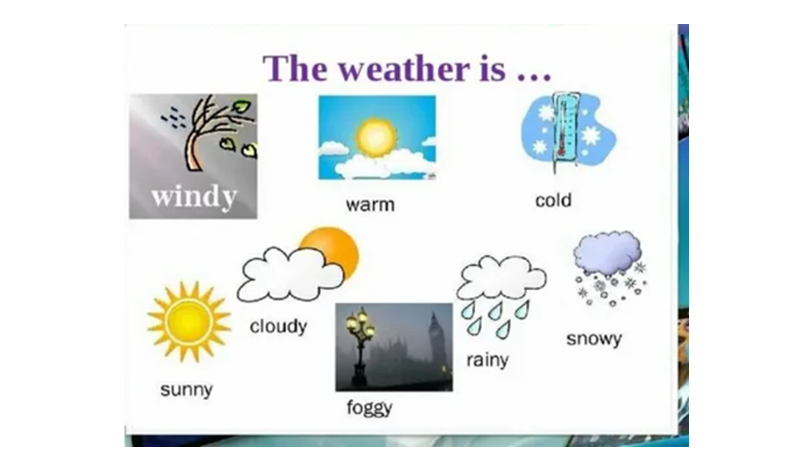 The weather is ...
windy
warm
cold
cloudy
sunny
foggy
rainy
snowy